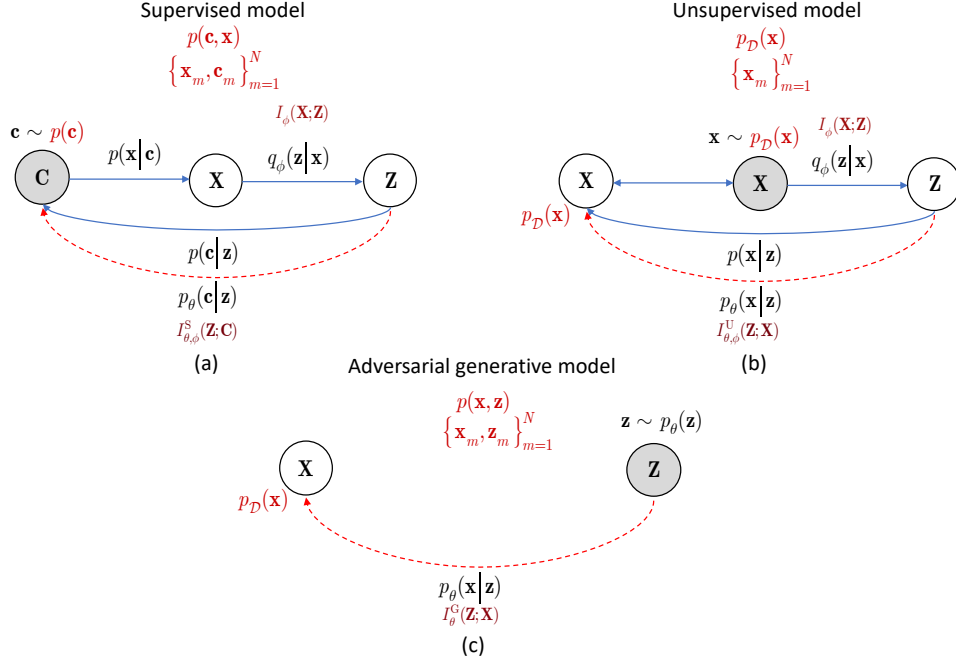 Supervised model
p(c, x)
{x_m, c_m}_{m=1}^N
I_ϕ(X; Z)
c ∼ p(c)
p(x|c)
q_ϕ(z|x)
C
X
Z
p(c|z)
p_θ(c|z)
I^S_{θ,ϕ}(Z; C)
(a)
Unsupervised model
p_𝒟(x)
{x_m}_{m=1}^N
x ∼ p_𝒟(x)
I_ϕ(X; Z)
q_ϕ(z|x)
X
X
Z
p_𝒟(x)
p(x|z)
p_θ(x|z)
I^U_{θ,ϕ}(Z; X)
(b)
Adversarial generative model
p(x, z)
{x_m, z_m}_{m=1}^N
z ∼ p_θ(z)
X
Z
p_𝒟(x)
p_θ(x|z)
I^G_θ(Z; X)
(c)